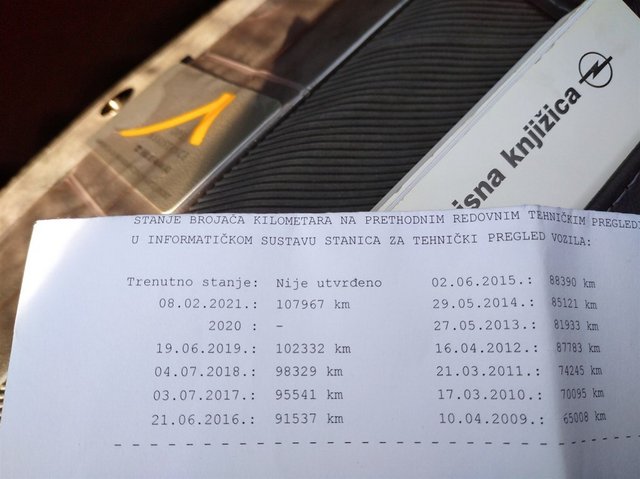 isna knjižica
STANJE BROJAČA KILOMETARA NA PRETHODNIM REDOVNIM TEHNIČKIM PREGLEDI
U INFORMATIČKOM SUSTAVU STANICA ZA TEHNIČKI PREGLED VOZILA:
Trenutno stanje: Nije utvrđeno 02.06.2015.: 88390 km
08.02.2021.: 107967 km 29.05.2014.: 85121 km
2020 : - 27.05.2013.: 81933 km
19.06.2019.: 102332 km 16.04.2012.: 87783 km
04.07.2018.: 98329 km 21.03.2011.: 74245 km
03.07.2017.: 95541 km 17.03.2010.: 70095 km
21.06.2016.: 91537 km 10.04.2009.: 65008 km